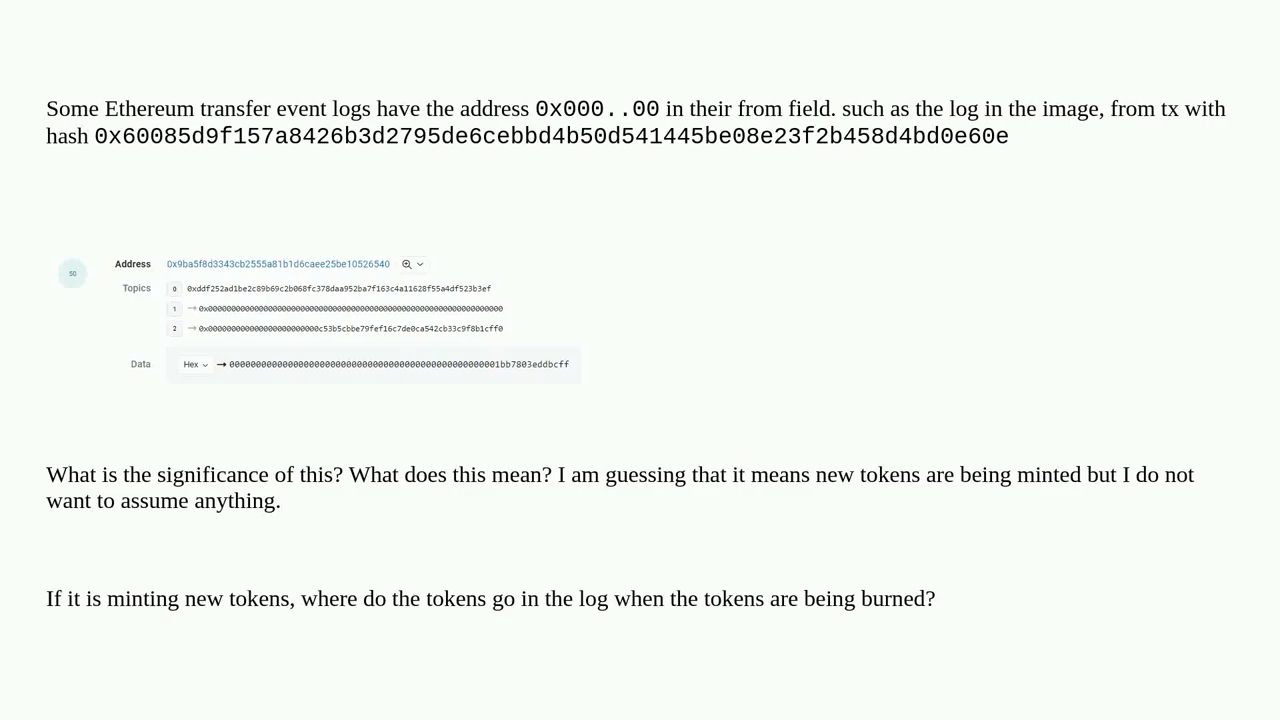 Some Ethereum transfer event logs have the address 0x000..00 in their from field. such as the log in the image, from tx with
hash 0x60085d9f157a8426b3d2795de6cebbd4b50d541445be08e23f2b458d4bd0e60e
50
Address 0x9ba5f8d3343cb2555a81b1d6caee25be10526540
Topics 0 0xddf252ad1be2c89b69c2b068fc378daa952ba7f163c4a11628f55a4df523b3ef
1 → 0x0000000000000000000000000000000000000000000000000000000000000000
2 → 0x000000000000000000000000c53b5cbbe79fef16c7de0ca542cb33c9f8b1cff0
Data Hex → 0000000000000000000000000000000000000000000000000001bb7803eddbcff
What is the significance of this? What does this mean? I am guessing that it means new tokens are being minted but I do not
want to assume anything.
If it is minting new tokens, where do the tokens go in the log when the tokens are being burned?